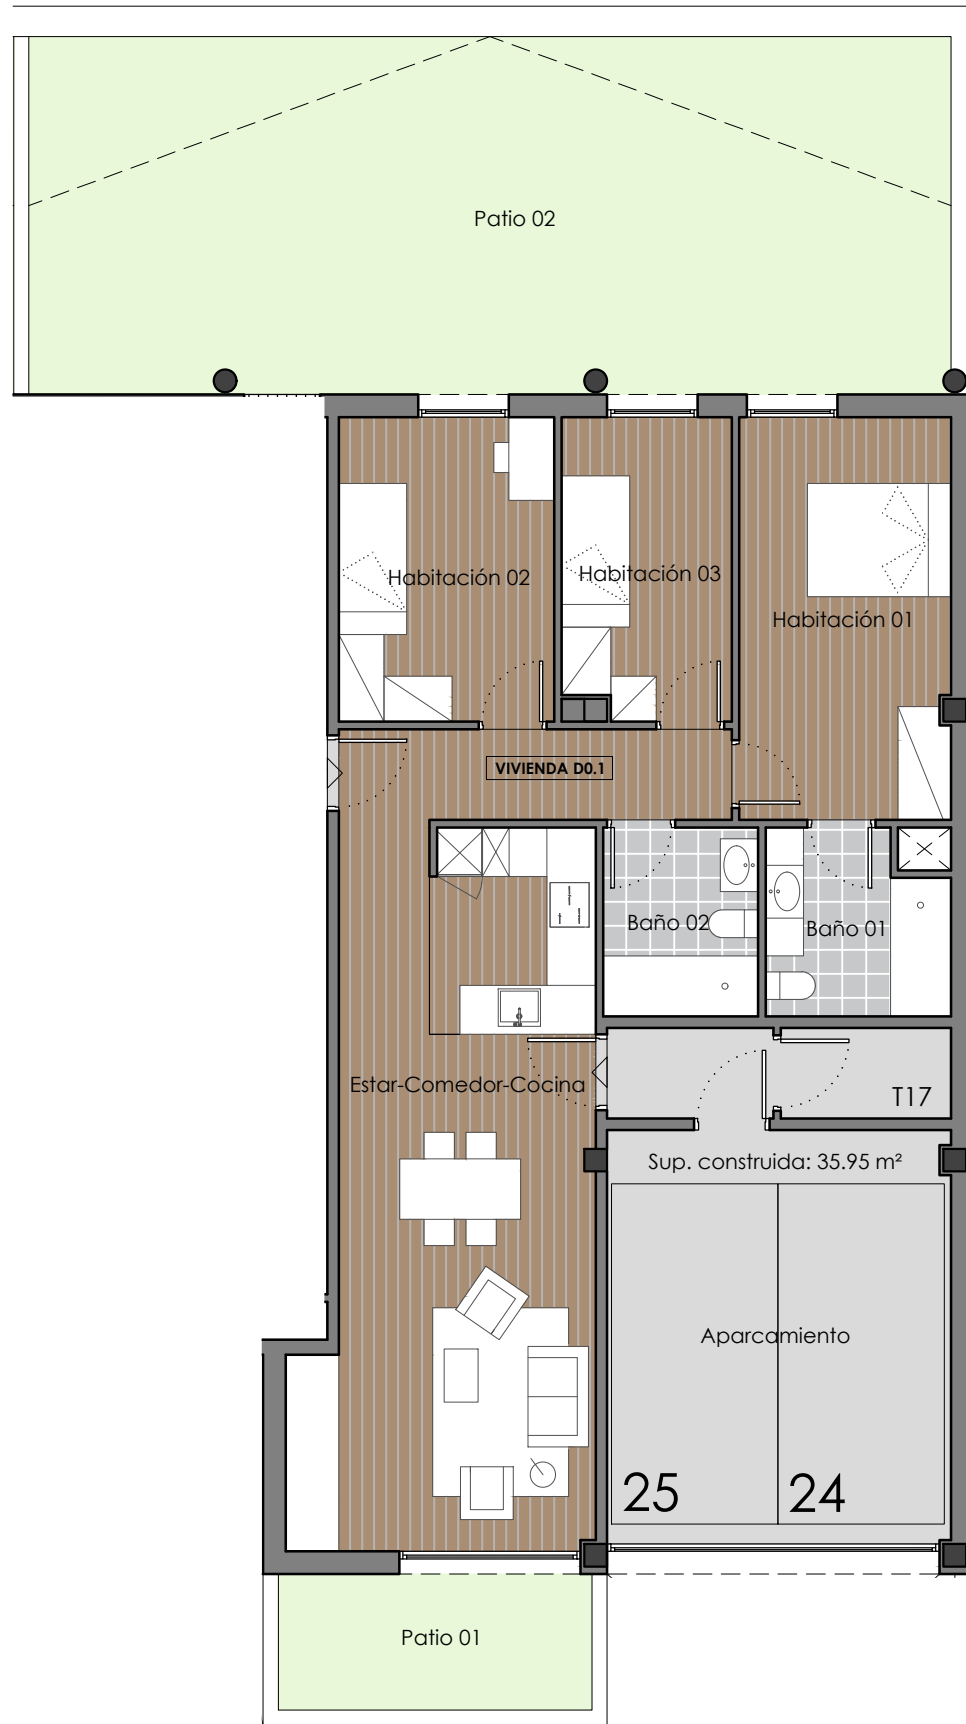 Patio 02
Habitación 02
Habitación 03
Habitación 01
VIVIENDA D0.1
Baño 02
Baño 01
Estar-Comedor-Cocina
T17
Sup. construida: 35.95 m²
Aparcamiento
25
24
Patio 01